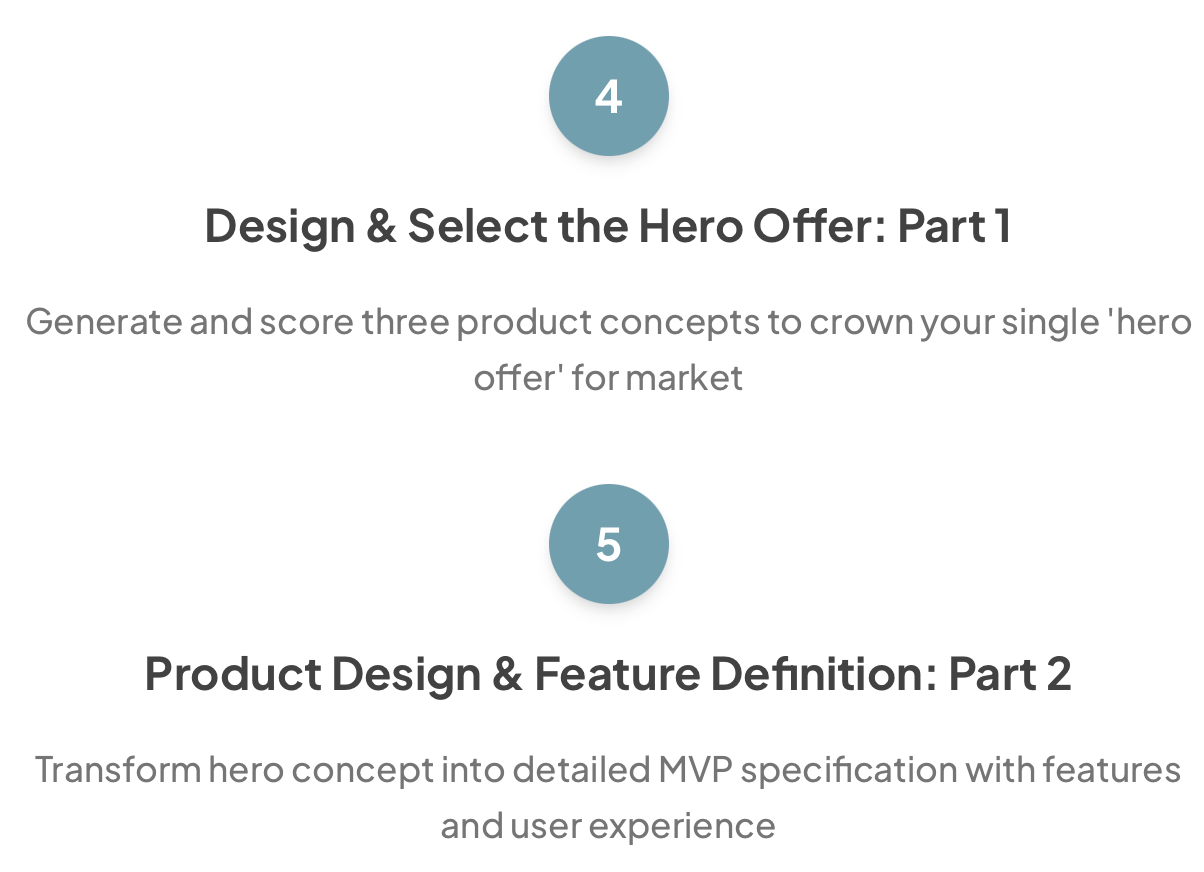 4
Design & Select the Hero Offer: Part 1
Generate and score three product concepts to crown your single 'hero
offer' for market
5
Product Design & Feature Definition: Part 2
Transform hero concept into detailed MVP specification with features
and user experience